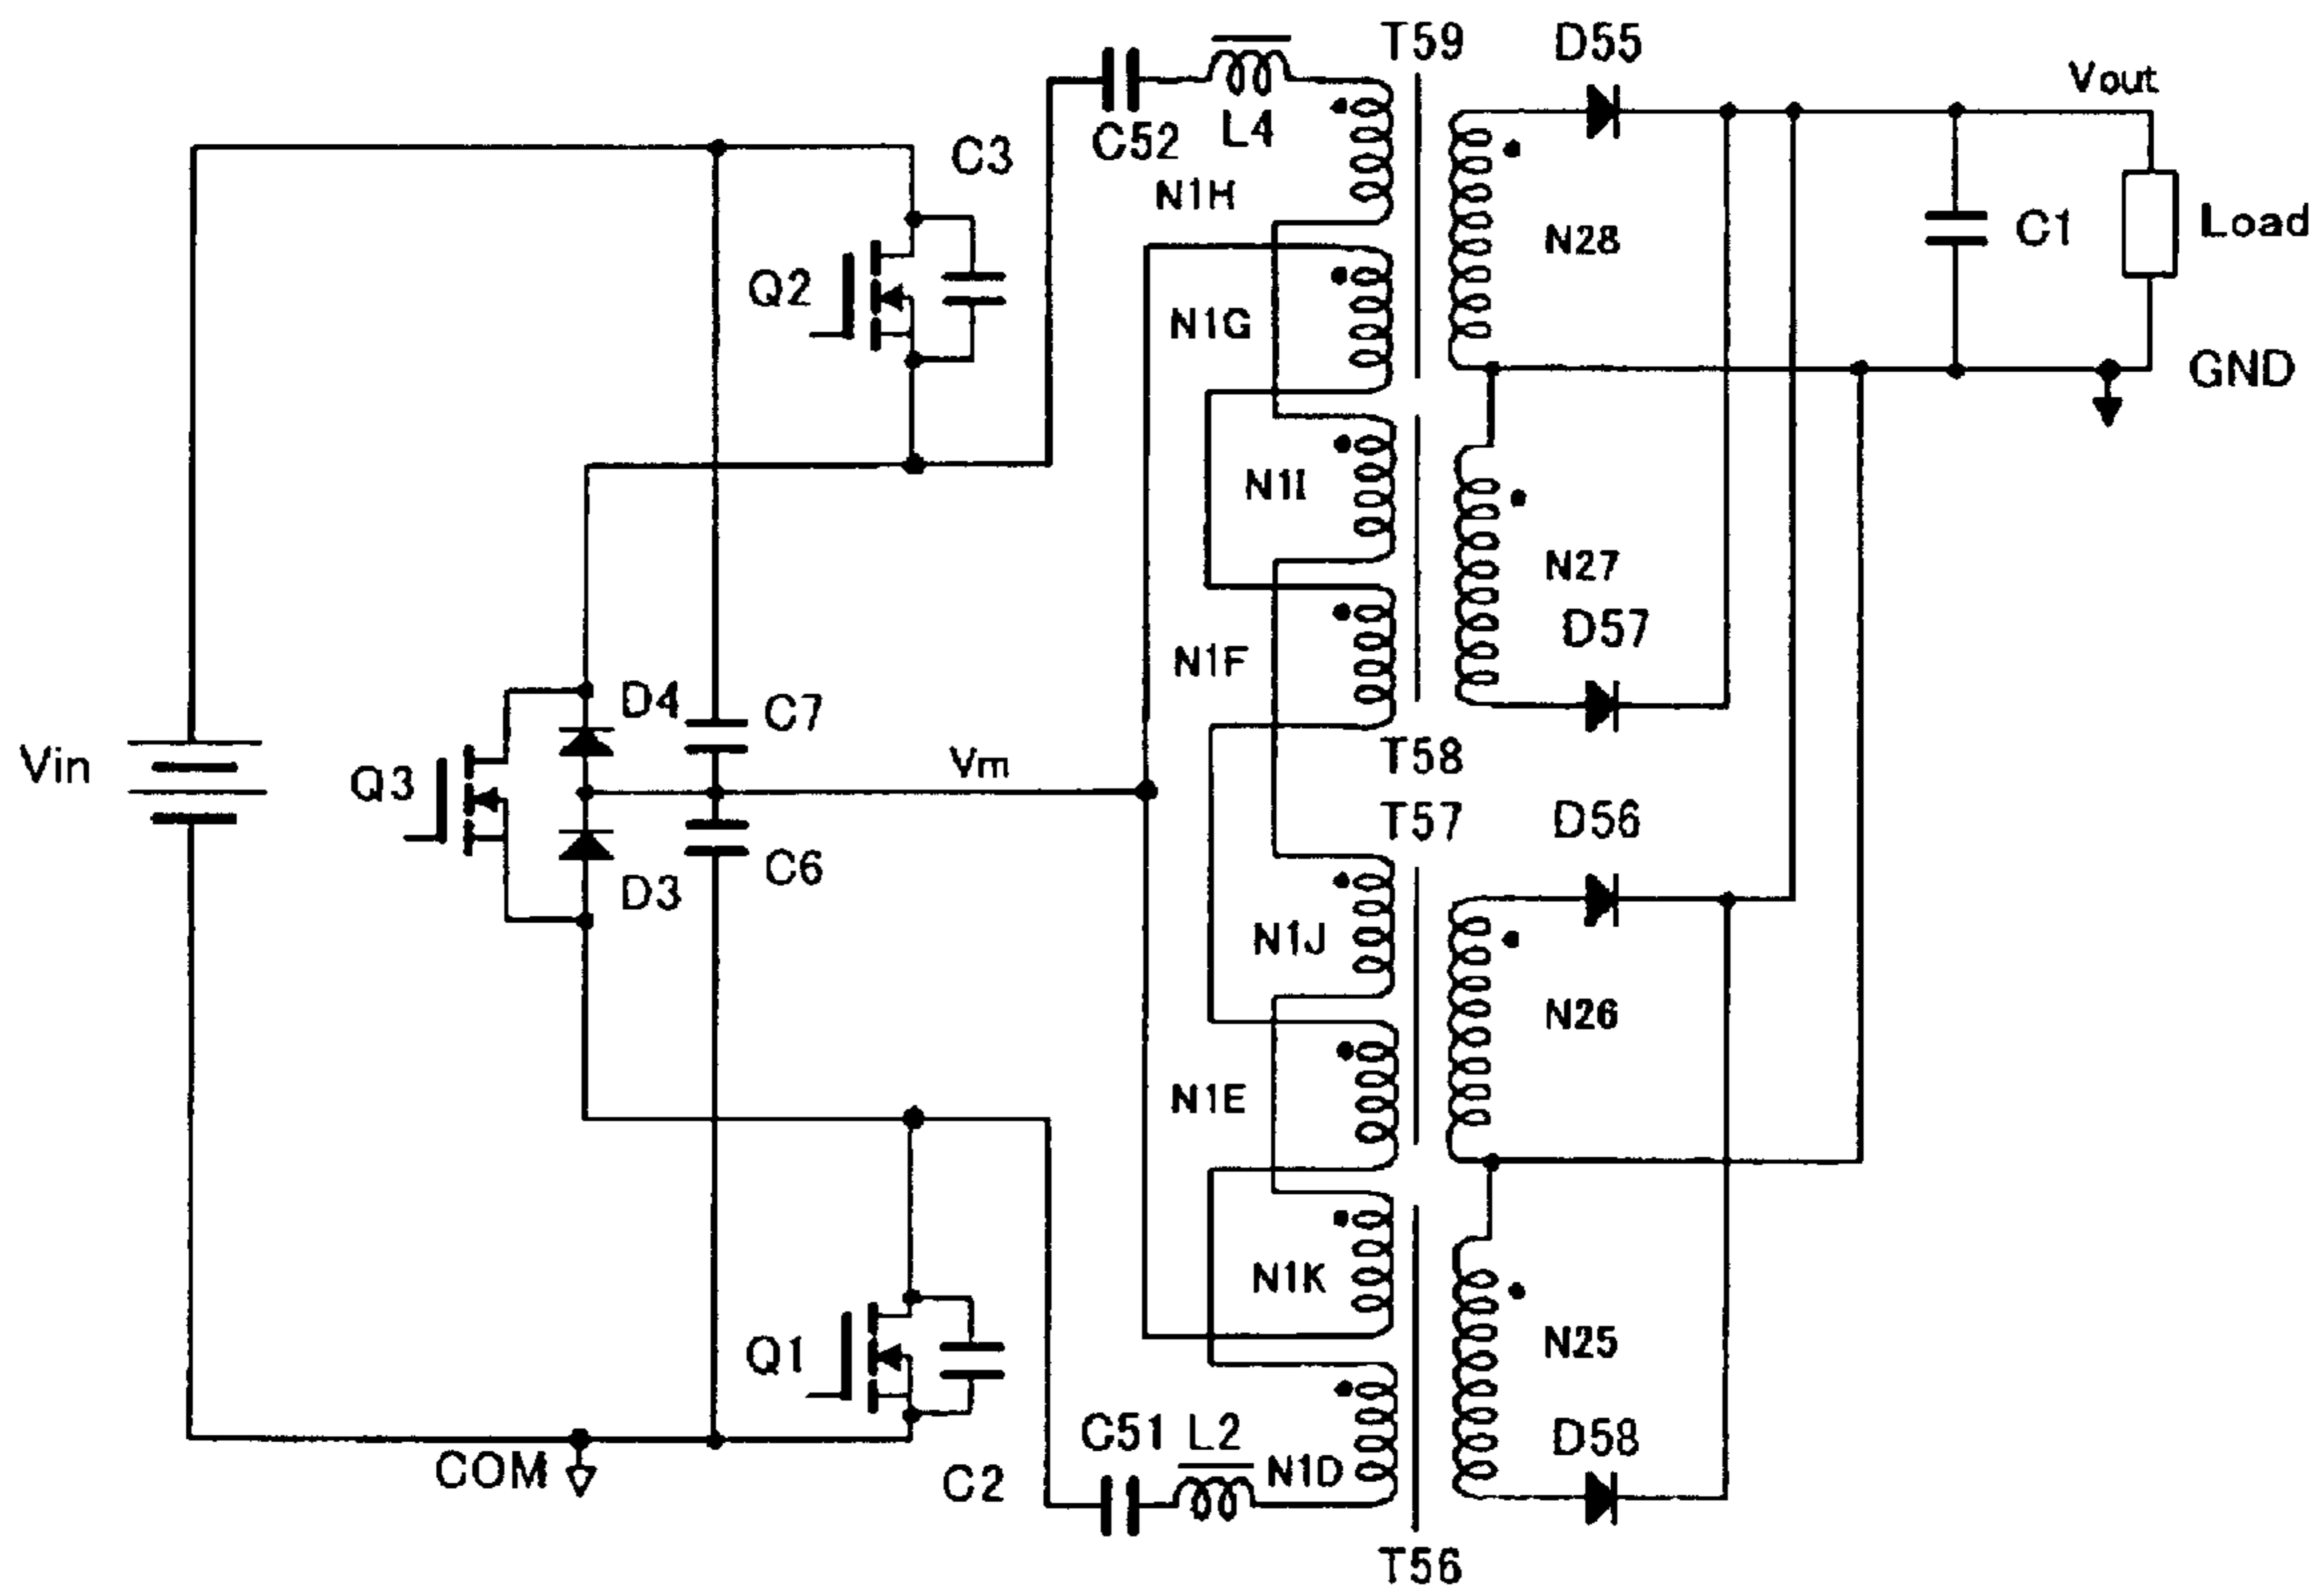 T59
D55
Vout
C52
L4
C3
N1H
N28
C1
Load
Q2
N1G
GND
N1I
N27
D57
N1F
D4
C7
Vin
Q3
Vm
T58
T57
D56
D3
C6
N1J
N26
N1E
N1K
N25
Q1
C51
L2
N1D
D58
COM
C2
T56